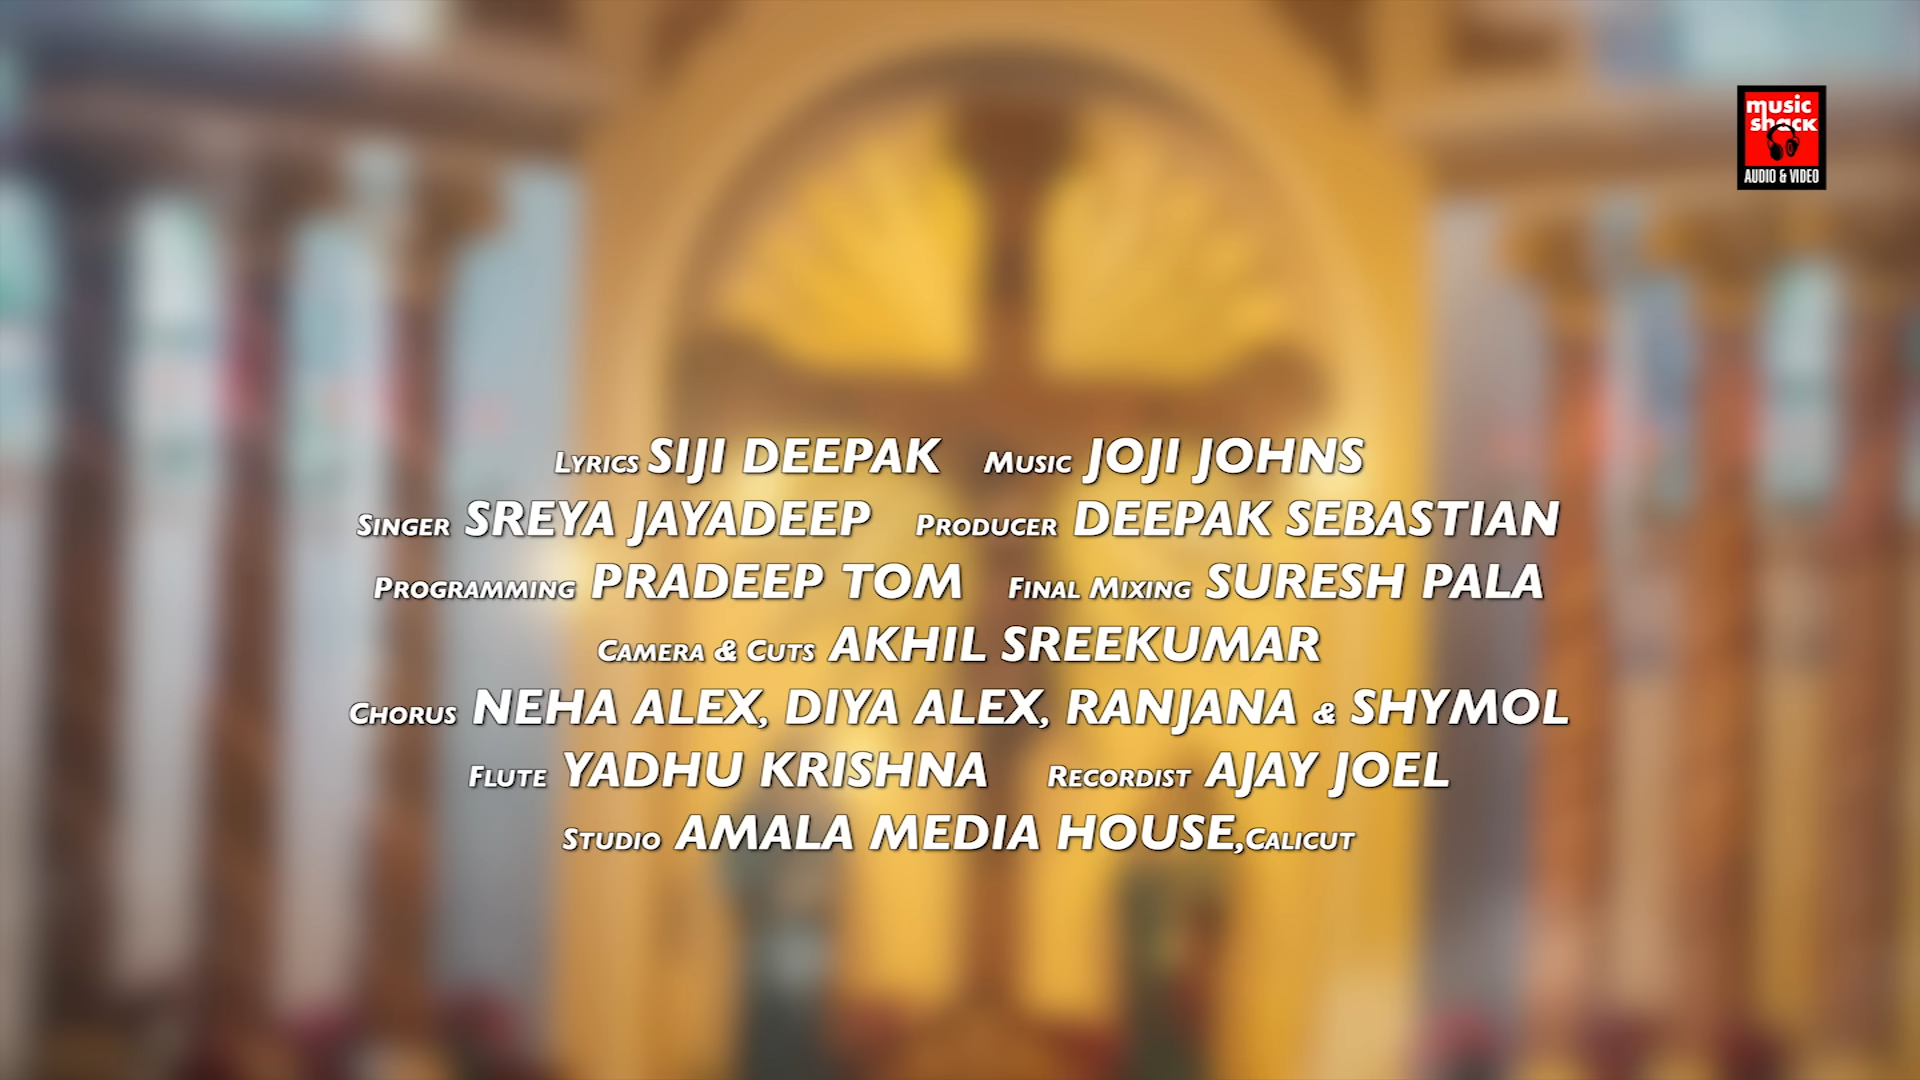 music
shack
AUDIO & VIDEO
LYRICS SIJI DEEPAK MUSIC JOJI JOHNS
SINGER SREYA JAYADEEP PRODUCER DEEPAK SEBASTIAN
PROGRAMMING PRADEEP TOM FINAL MIXING SURESH PALA
CAMERA & CUTS AKHIL SREEKUMAR
CHORUS NEHA ALEX, DIYA ALEX, RANJANA & SHYMOL
FLUTE YADHU KRISHNA RECORDIST AJAY JOEL
STUDIO AMALA MEDIA HOUSE,CALICUT